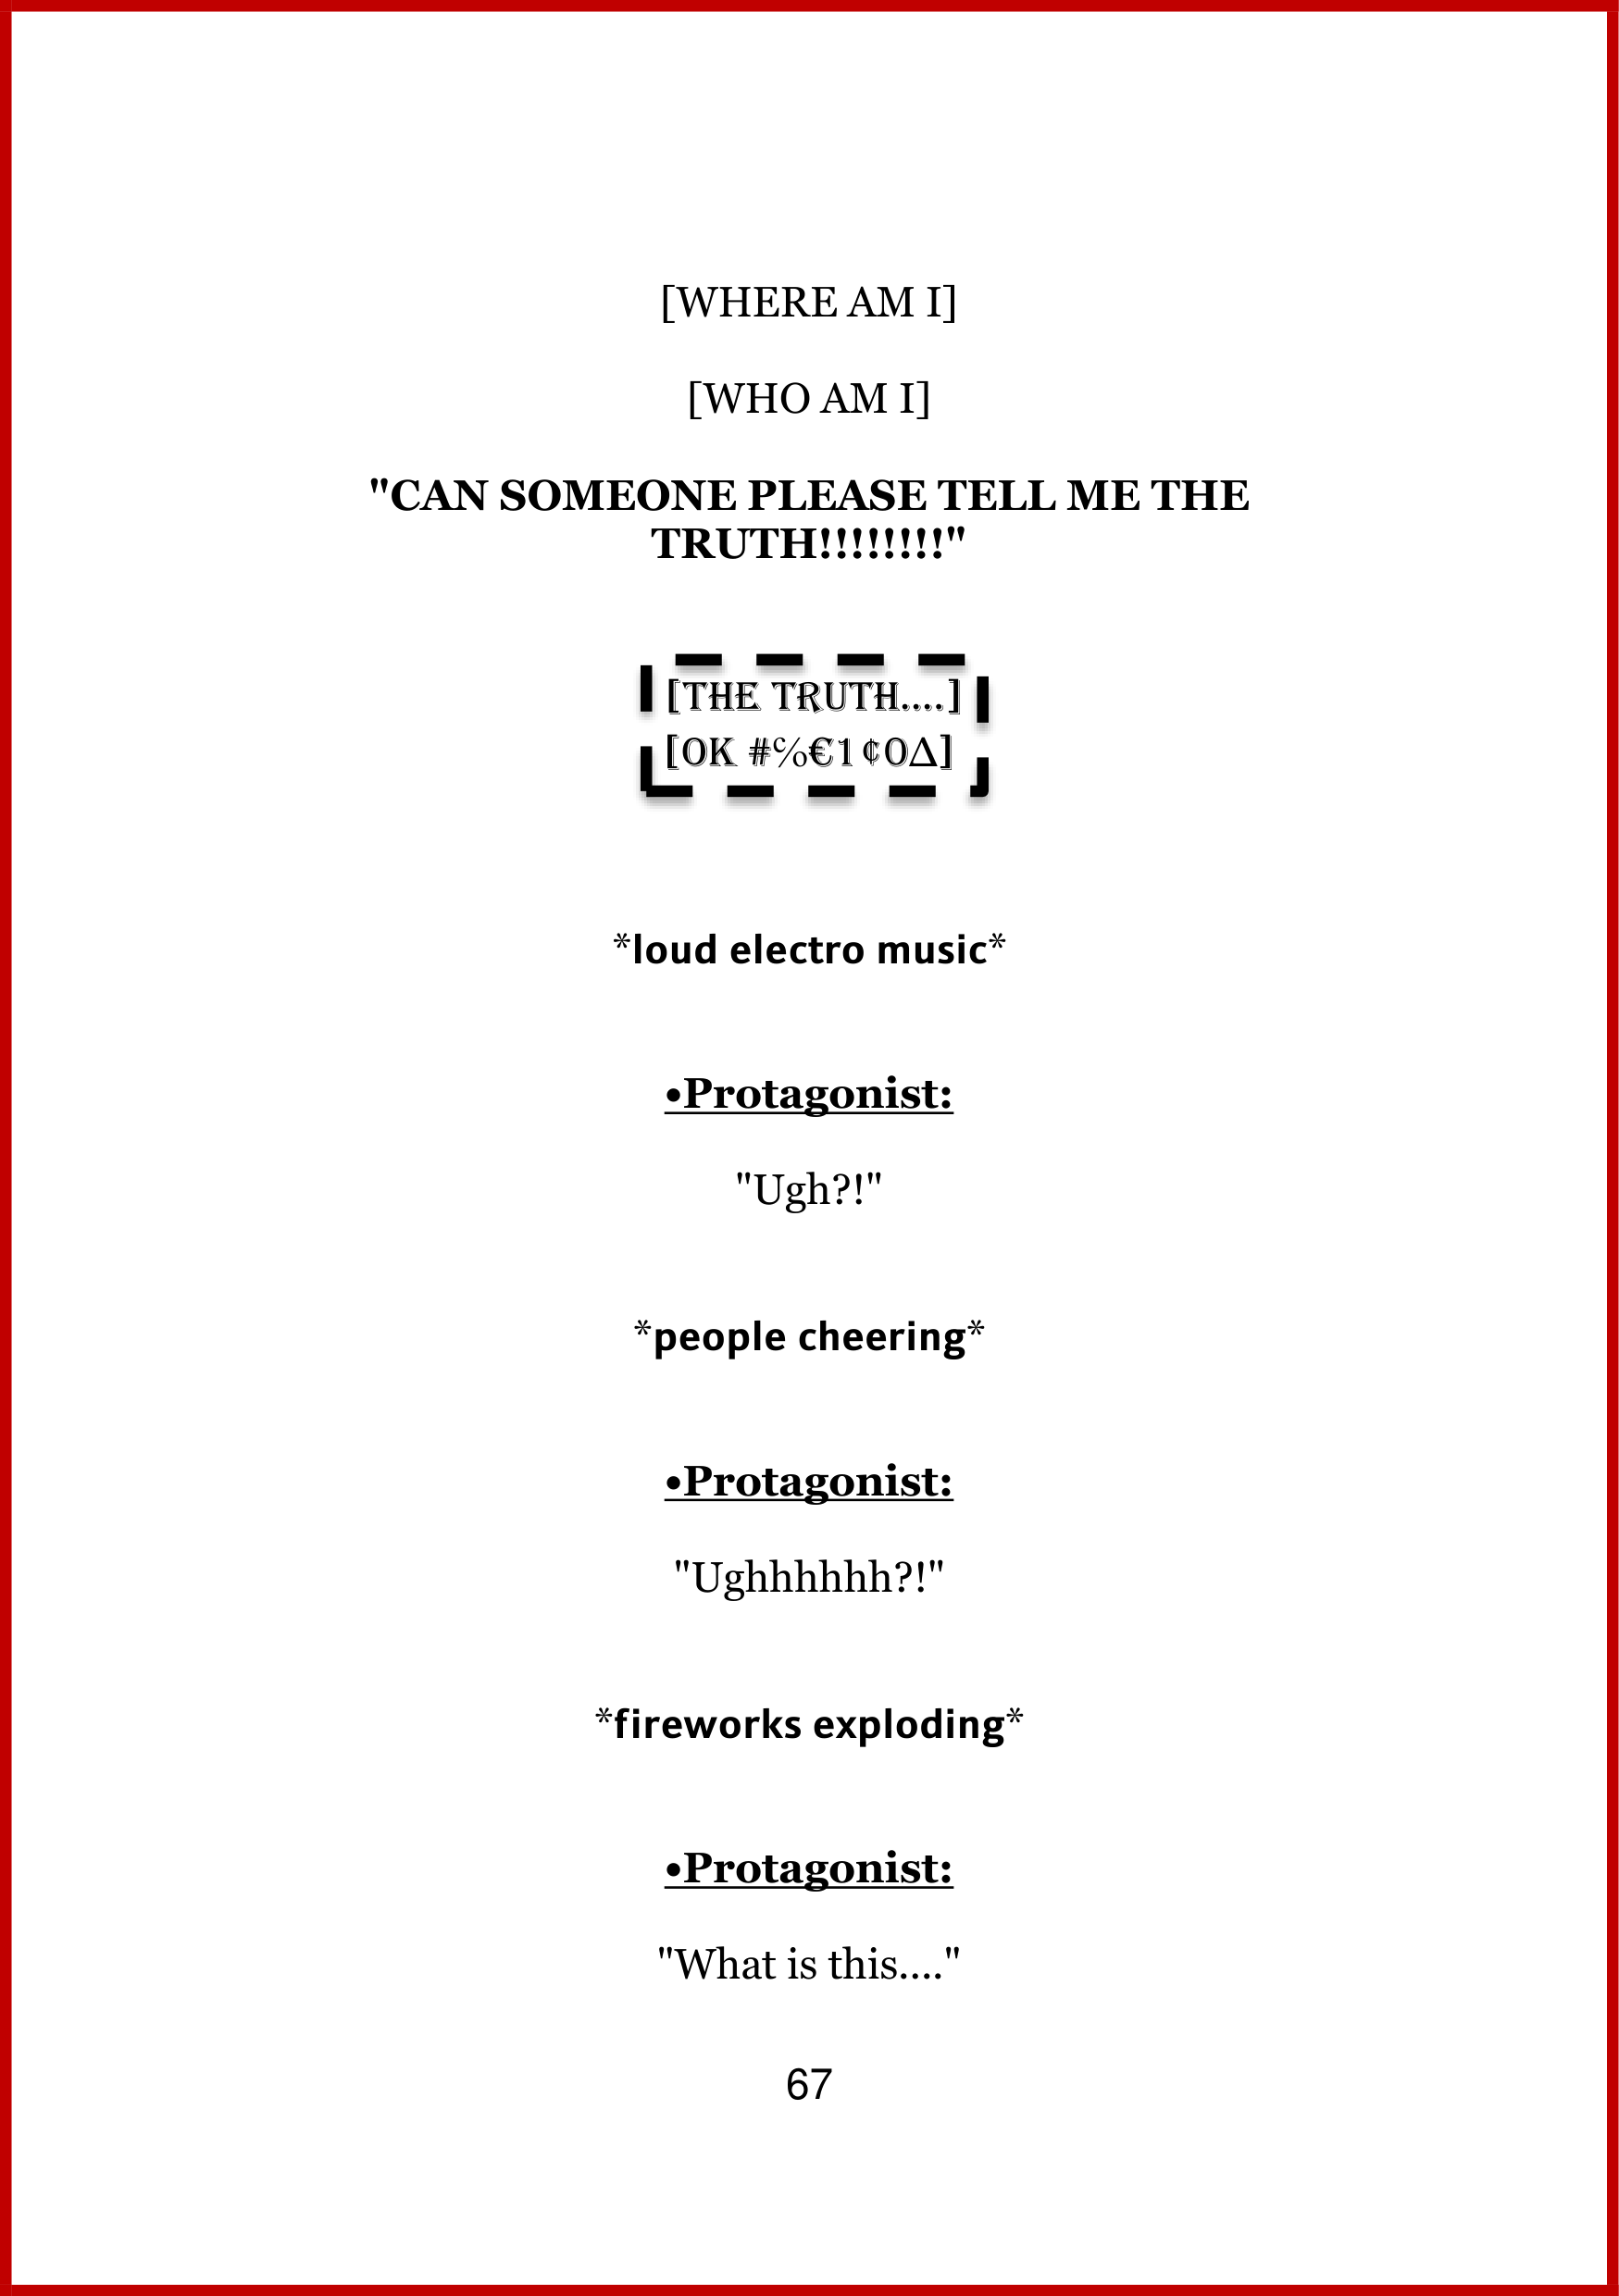 [WHERE AM I]
[WHO AM I]
"CAN SOMEONE PLEASE TELL ME THE
TRUTH!!!!!!!!"
[THE TRUTH....]
[OK #℅€1¢0∆]
*loud electro music*
•Protagonist:
"Ugh?!"
*people cheering*
•Protagonist:
"Ughhhhhh?!"
*fireworks exploding*
•Protagonist:
"What is this...."
67